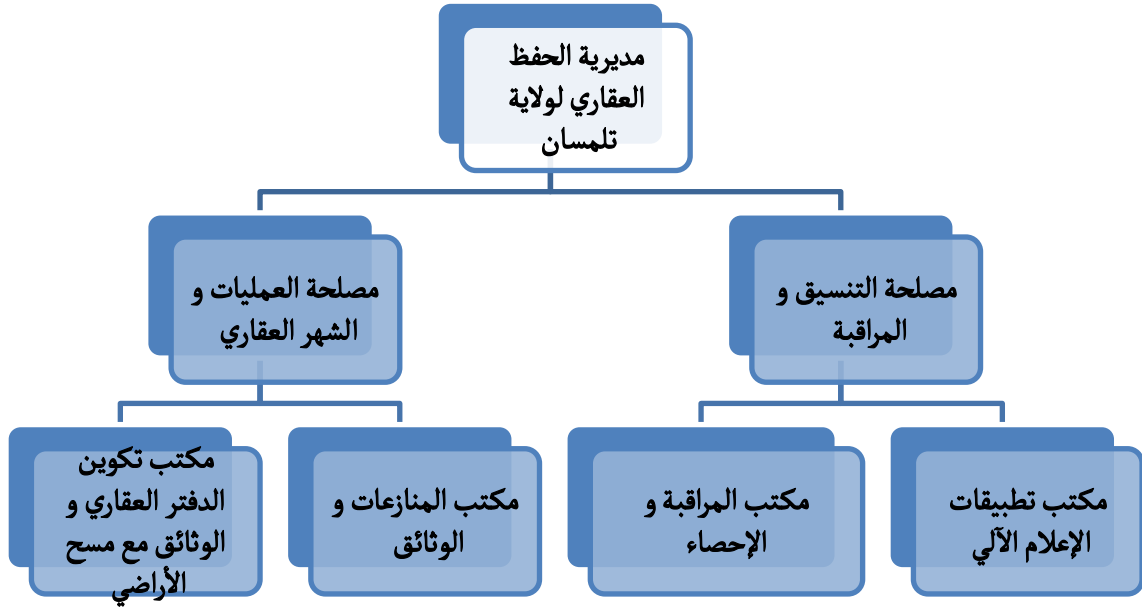 مديرية الحفظ
العقاري لولاية
تلمسان
مصلحة التنسيق و
المراقبة
مصلحة العمليات و
الشهر العقاري
مكتب تطبيقات
الإعلام الآلي
مكتب المراقبة و
الإحصاء
مكتب المنازعات و
الوثائق
مكتب تكوين
الدفتر العقاري و
الوثائق مع مسح
الأراضي